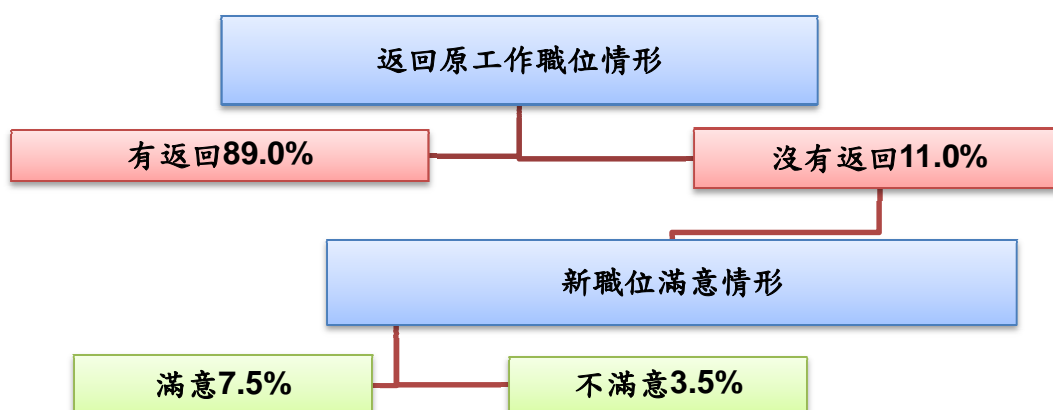 返回原工作職位情形
有返回89.0%
沒有返回11.0%
新職位滿意情形
滿意7.5%
不滿意3.5%